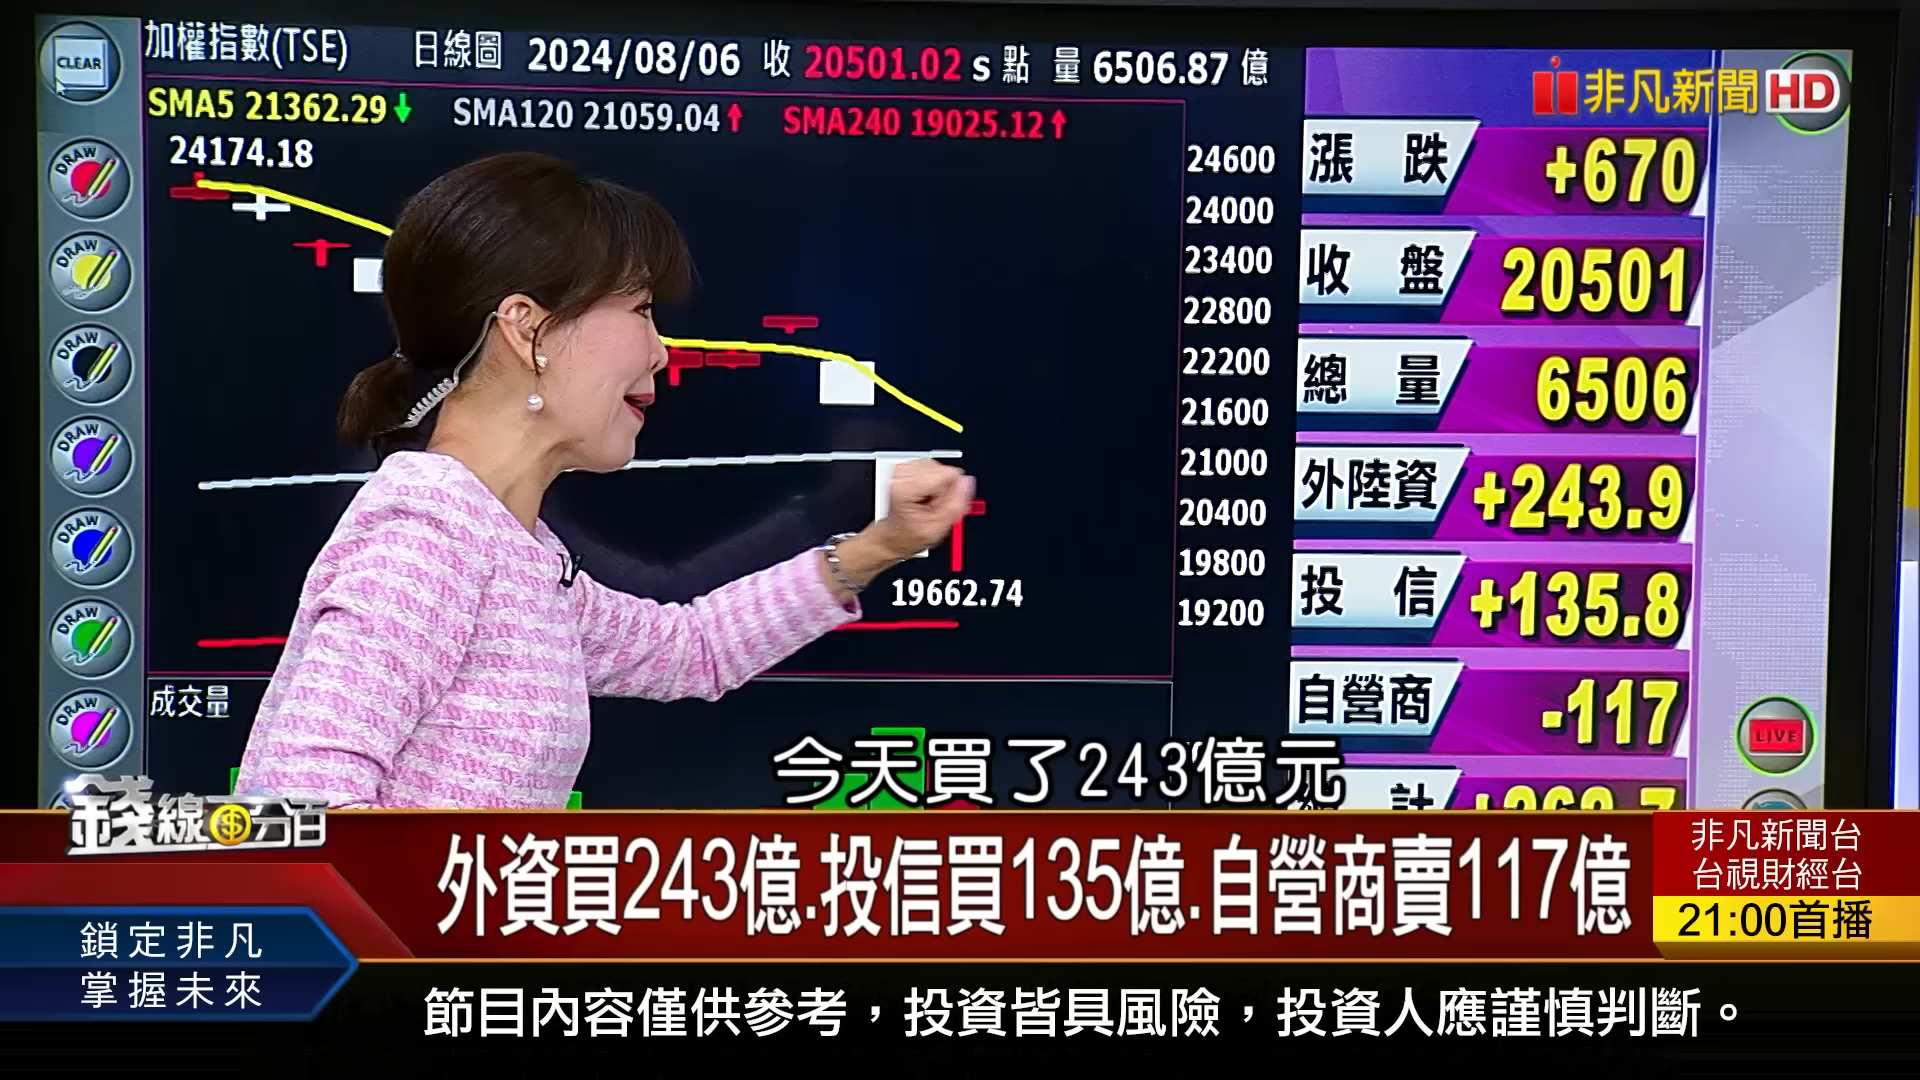 CLEAR
加權指數(TSE) 日線圖 2024/08/06 收 20501.02 s 點 量 6506.87 億
SMA5 21362.29↓ SMA120 21059.04↑ SMA240 19025.12↑
24174.18
DRAW
DRAW
DRAW
DRAW
DRAW
DRAW
DRAW
24600
24000
23400
22800
22200
21600
21000
20400
19800
19200
19662.74
成交量
非凡新聞HD
漲跌 +670
收盤 20501
總量 6506
外陸資 +243.9
投信 +135.8
自營商 -117
LIVE
今天買了243億元
錢線百分百
外資買243億.投信買135億.自營商賣117億
非凡新聞台
台視財經台
21:00首播
鎖定非凡
掌握未來
節目內容僅供參考，投資皆具風險，投資人應謹慎判斷。